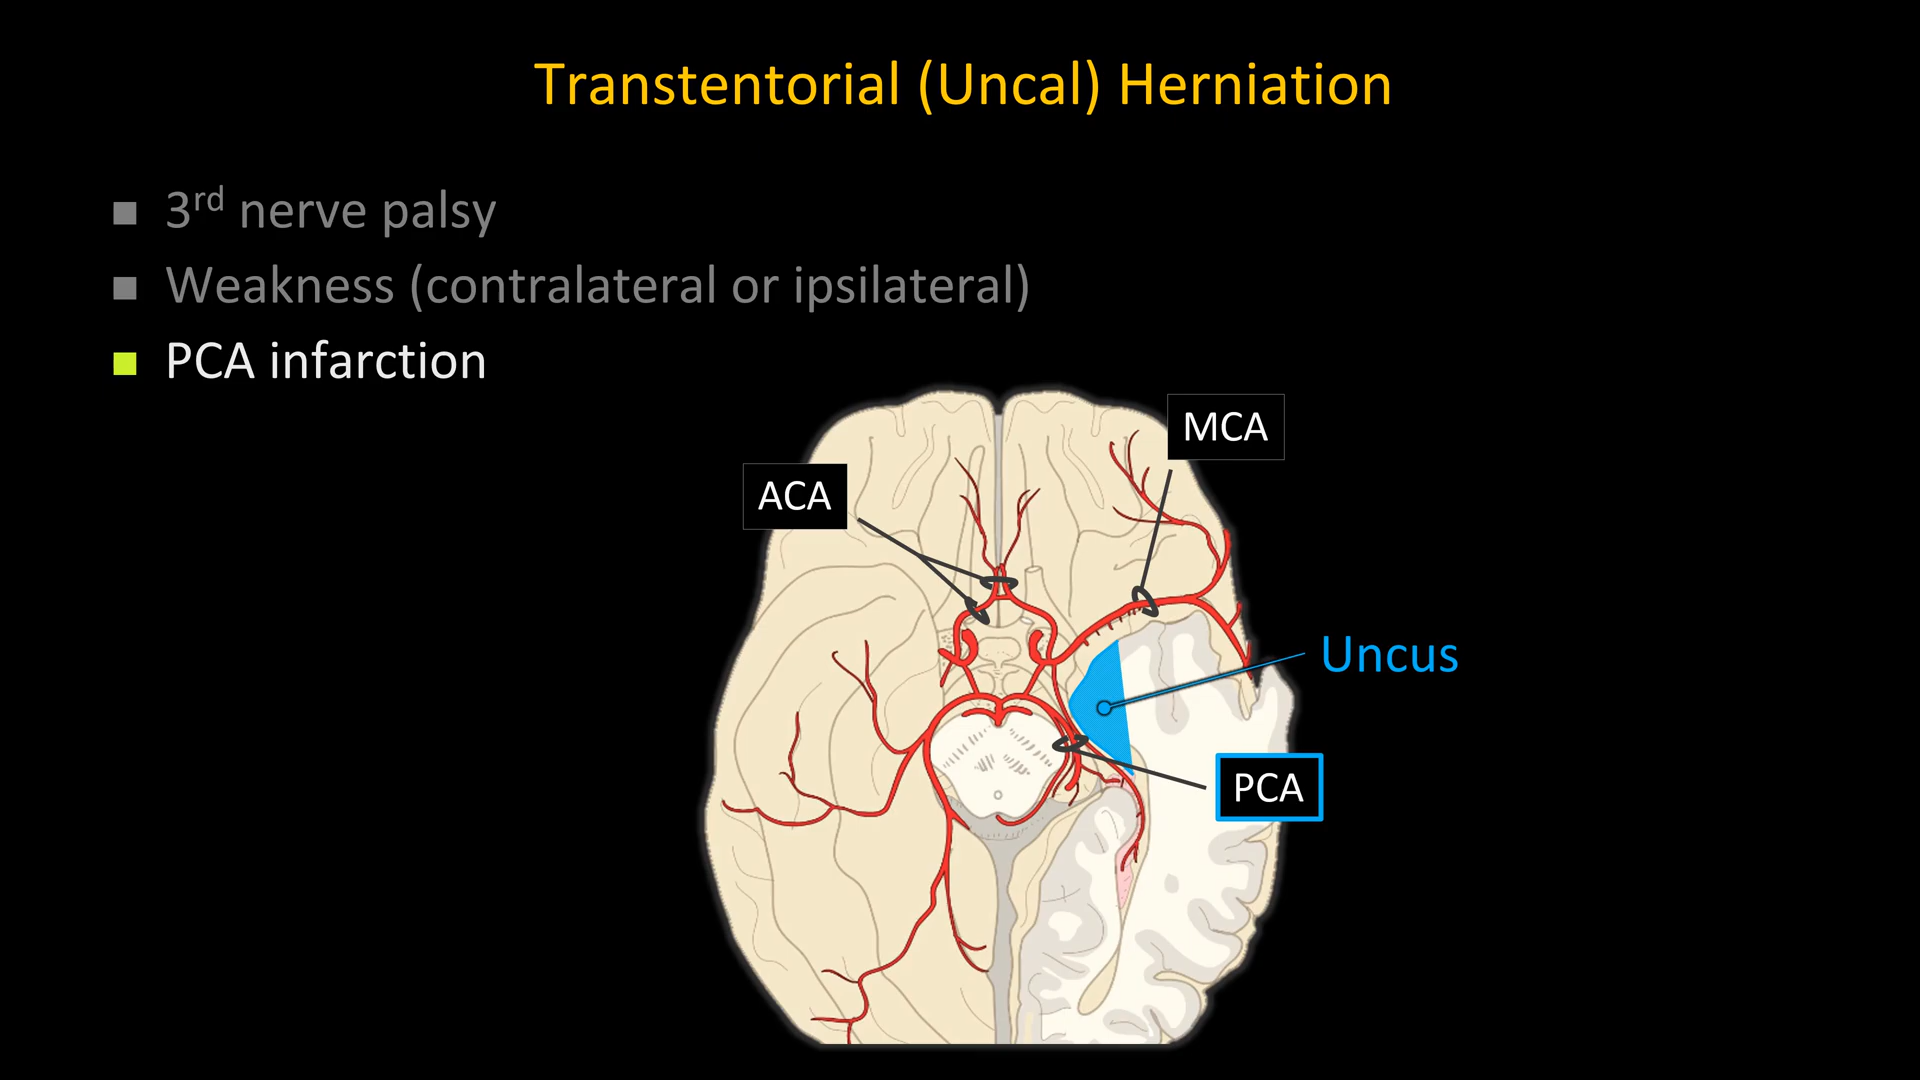 Transtentorial (Uncal) Herniation
■ 3rd nerve palsy
■ Weakness (contralateral or ipsilateral)
■ PCA infarction
MCA
ACA
Uncus
PCA